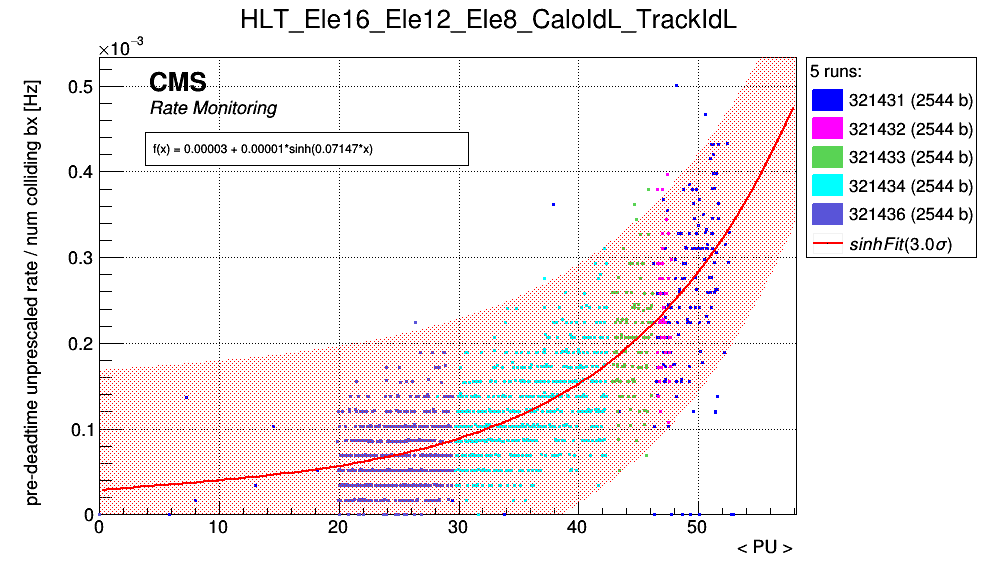 HLT_Ele16_Ele12_Ele8_CaloIdL_TrackIdL
×10⁻³
pre-deadtime unprescaled rate / num colliding bx [Hz]
CMS
Rate Monitoring
f(x) = 0.00003 + 0.00001*sinh(0.07147*x)
0.5
0.4
0.3
0.2
0.1
0
0 10 20 30 40 50
< PU >
5 runs:
321431 (2544 b)
321432 (2544 b)
321433 (2544 b)
321434 (2544 b)
321436 (2544 b)
sinhFit(3.0σ)